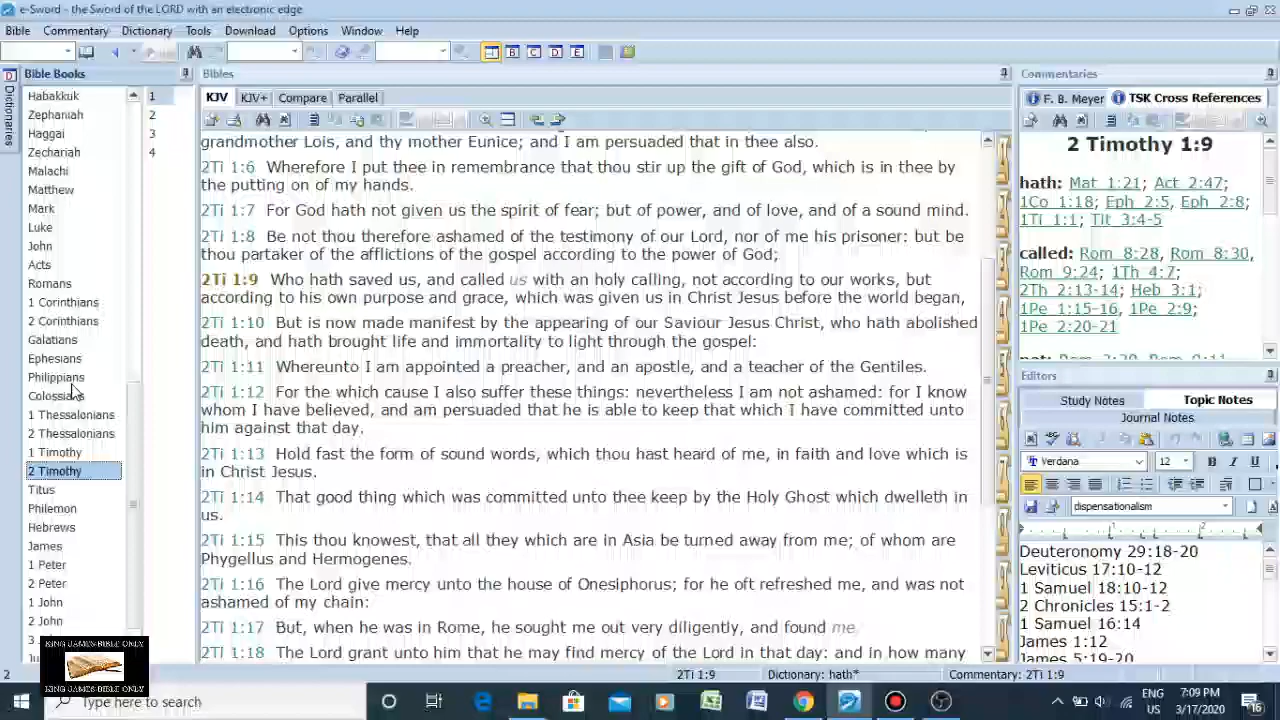 e-Sword - the Sword of the LORD with an electronic edge
Bible Commentary Dictionary Tools Download Options Window Help
B C D E
D Bible Books
Dictionaries
Habakkuk
Zephaniah
Haggai
Zechariah
Malachi
Matthew
Mark
Luke
John
Acts
Romans
1 Corinthians
2 Corinthians
Galatians
Ephesians
Philippians
Colossians
1 Thessalonians
2 Thessalonians
1 Timothy
2 Timothy
Titus
Philemon
Hebrews
James
1 Peter
2 Peter
1 John
2 John
3
1
2
3
4
Bibles
KJV KJV+ Compare Parallel
grandmother Lois, and thy mother Eunice; and I am persuaded that in thee also.
2Ti 1:6 Wherefore I put thee in remembrance that thou stir up the gift of God, which is in thee by
the putting on of my hands.
2Ti 1:7 For God hath not given us the spirit of fear; but of power, and of love, and of a sound mind.
2Ti 1:8 Be not thou therefore ashamed of the testimony of our Lord, nor of me his prisoner: but be
thou partaker of the afflictions of the gospel according to the power of God;
2Ti 1:9 Who hath saved us, and called us with an holy calling, not according to our works, but
according to his own purpose and grace, which was given us in Christ Jesus before the world began,
2Ti 1:10 But is now made manifest by the appearing of our Saviour Jesus Christ, who hath abolished
death, and hath brought life and immortality to light through the gospel:
2Ti 1:11 Whereunto I am appointed a preacher, and an apostle, and a teacher of the Gentiles.
2Ti 1:12 For the which cause I also suffer these things: nevertheless I am not ashamed: for I know
whom I have believed, and am persuaded that he is able to keep that which I have committed unto
him against that day.
2Ti 1:13 Hold fast the form of sound words, which thou hast heard of me, in faith and love which is
in Christ Jesus.
2Ti 1:14 That good thing which was committed unto thee keep by the Holy Ghost which dwelleth in
us.
2Ti 1:15 This thou knowest, that all they which are in Asia be turned away from me; of whom are
Phygellus and Hermogenes.
2Ti 1:16 The Lord give mercy unto the house of Onesiphorus; for he oft refreshed me, and was not
ashamed of my chain:
2Ti 1:17 But, when he was in Rome, he sought me out very diligently, and found me.
2Ti 1:18 The Lord grant unto him that he may find mercy of the Lord in that day: and in how many
Commentaries
F. B. Meyer TSK Cross References
2 Timothy 1:9
hath: Mat 1:21; Act 2:47;
1Co 1:18; Eph 2:5, Eph 2:8;
1Ti 1:1; Tit 3:4-5
called: Rom 8:28, Rom 8:30,
Rom 9:24; 1Th 4:7;
2Th 2:13-14; Heb 3:1;
1Pe 1:15-16, 1Pe 2:9;
1Pe 2:20-21
Editors
Study Notes Topic Notes
Journal Notes
Verdana 12 B I U
dispensationalism
1 2
Deuteronomy 29:18-20
Leviticus 17:10-12
1 Samuel 18:10-12
2 Chronicles 15:1-2
1 Samuel 16:14
James 1:12
James 5:19-20
2 2Ti 1:9 Dictionary: hath* Commentary: 2Ti 1:9
KING JAMES-BIBLE ONLY
KING JAMES-BIBLE ONLY
Type here to search
ENG
US
7:09 PM
3/17/2020
16